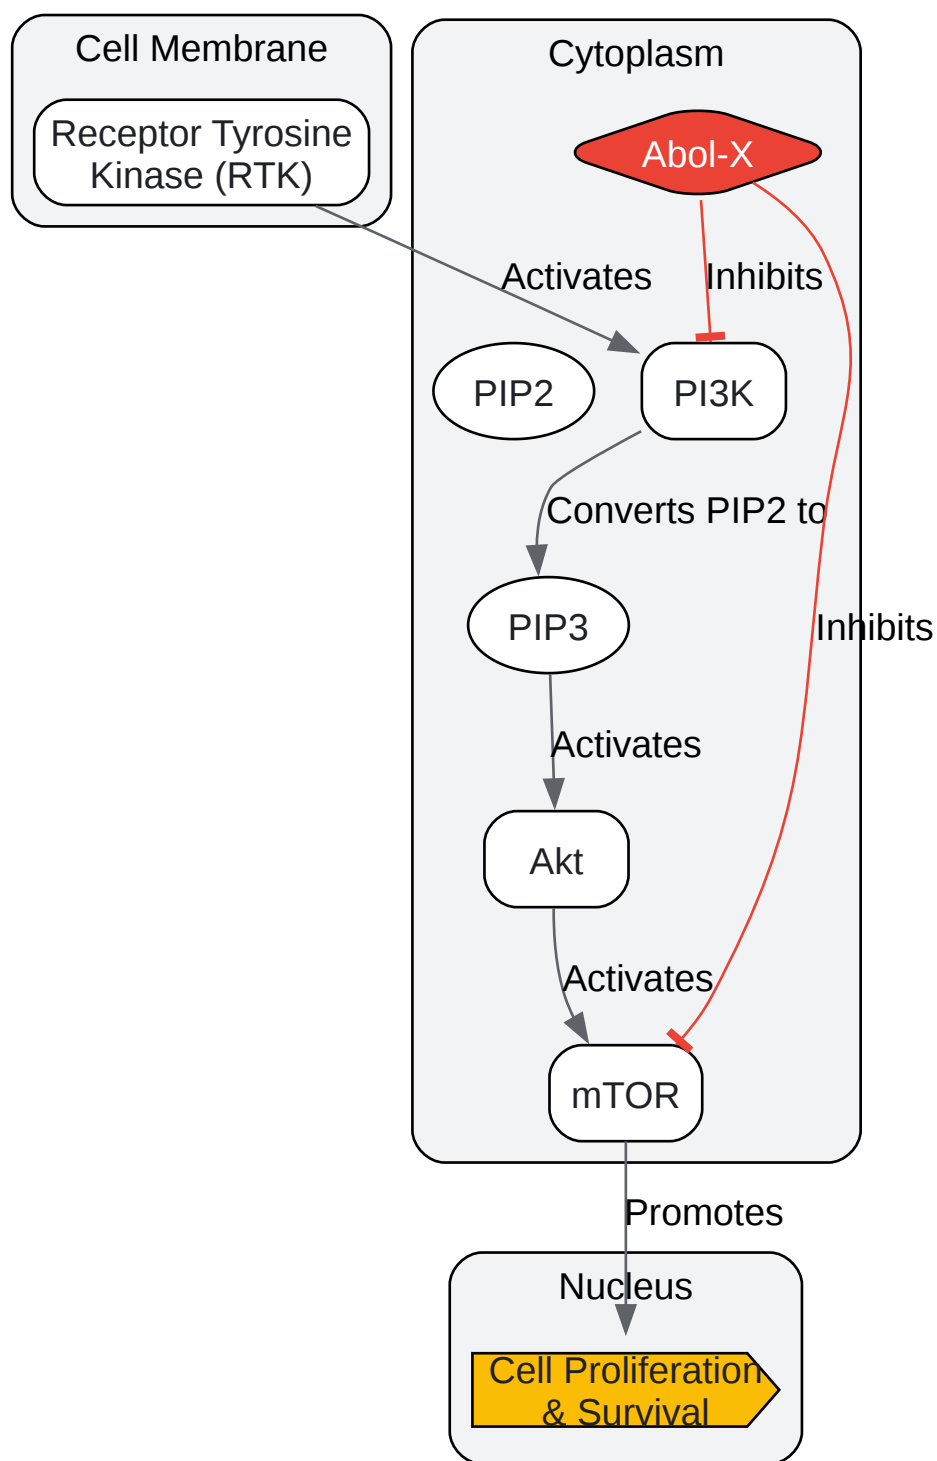 Cell Membrane
Receptor Tyrosine
Kinase (RTK)
Cytoplasm
Abol-X
Activates
Inhibits
PIP2
PI3K
Converts PIP2 to
PIP3
Inhibits
Activates
Akt
Activates
mTOR
Promotes
Nucleus
Cell Proliferation
& Survival